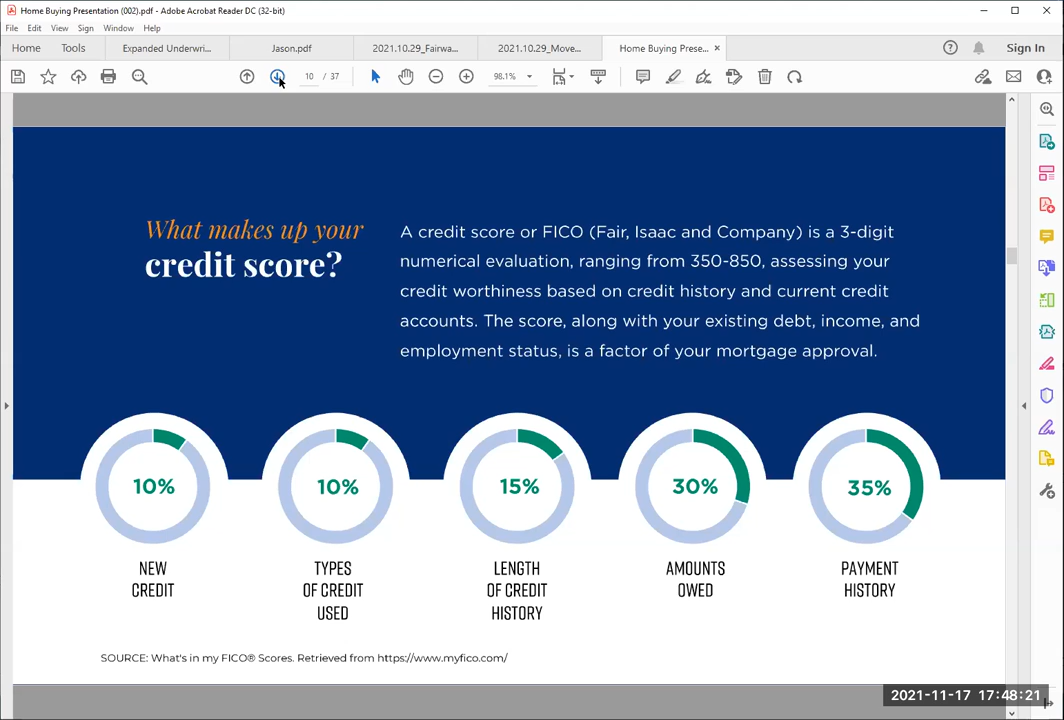 Home Buying Presentation (002).pdf - Adobe Acrobat Reader DC (32-bit)
File Edit View Sign Window Help
Home Tools Expanded Underwri... Jason.pdf 2021.10.29_Fairwa... 2021.10.29_Move... Home Buying Prese... × Sign In
10 / 37 98.1%
What makes up your
credit score?
A credit score or FICO (Fair, Isaac and Company) is a 3-digit
numerical evaluation, ranging from 350-850, assessing your
credit worthiness based on credit history and current credit
accounts. The score, along with your existing debt, income, and
employment status, is a factor of your mortgage approval.
10% 10% 15% 30% 35%
NEW
CREDIT
TYPES
OF CREDIT
USED
LENGTH
OF CREDIT
HISTORY
AMOUNTS
OWED
PAYMENT
HISTORY
SOURCE: What's in my FICO® Scores. Retrieved from https://www.myfico.com/
2021-11-17 17:48:21